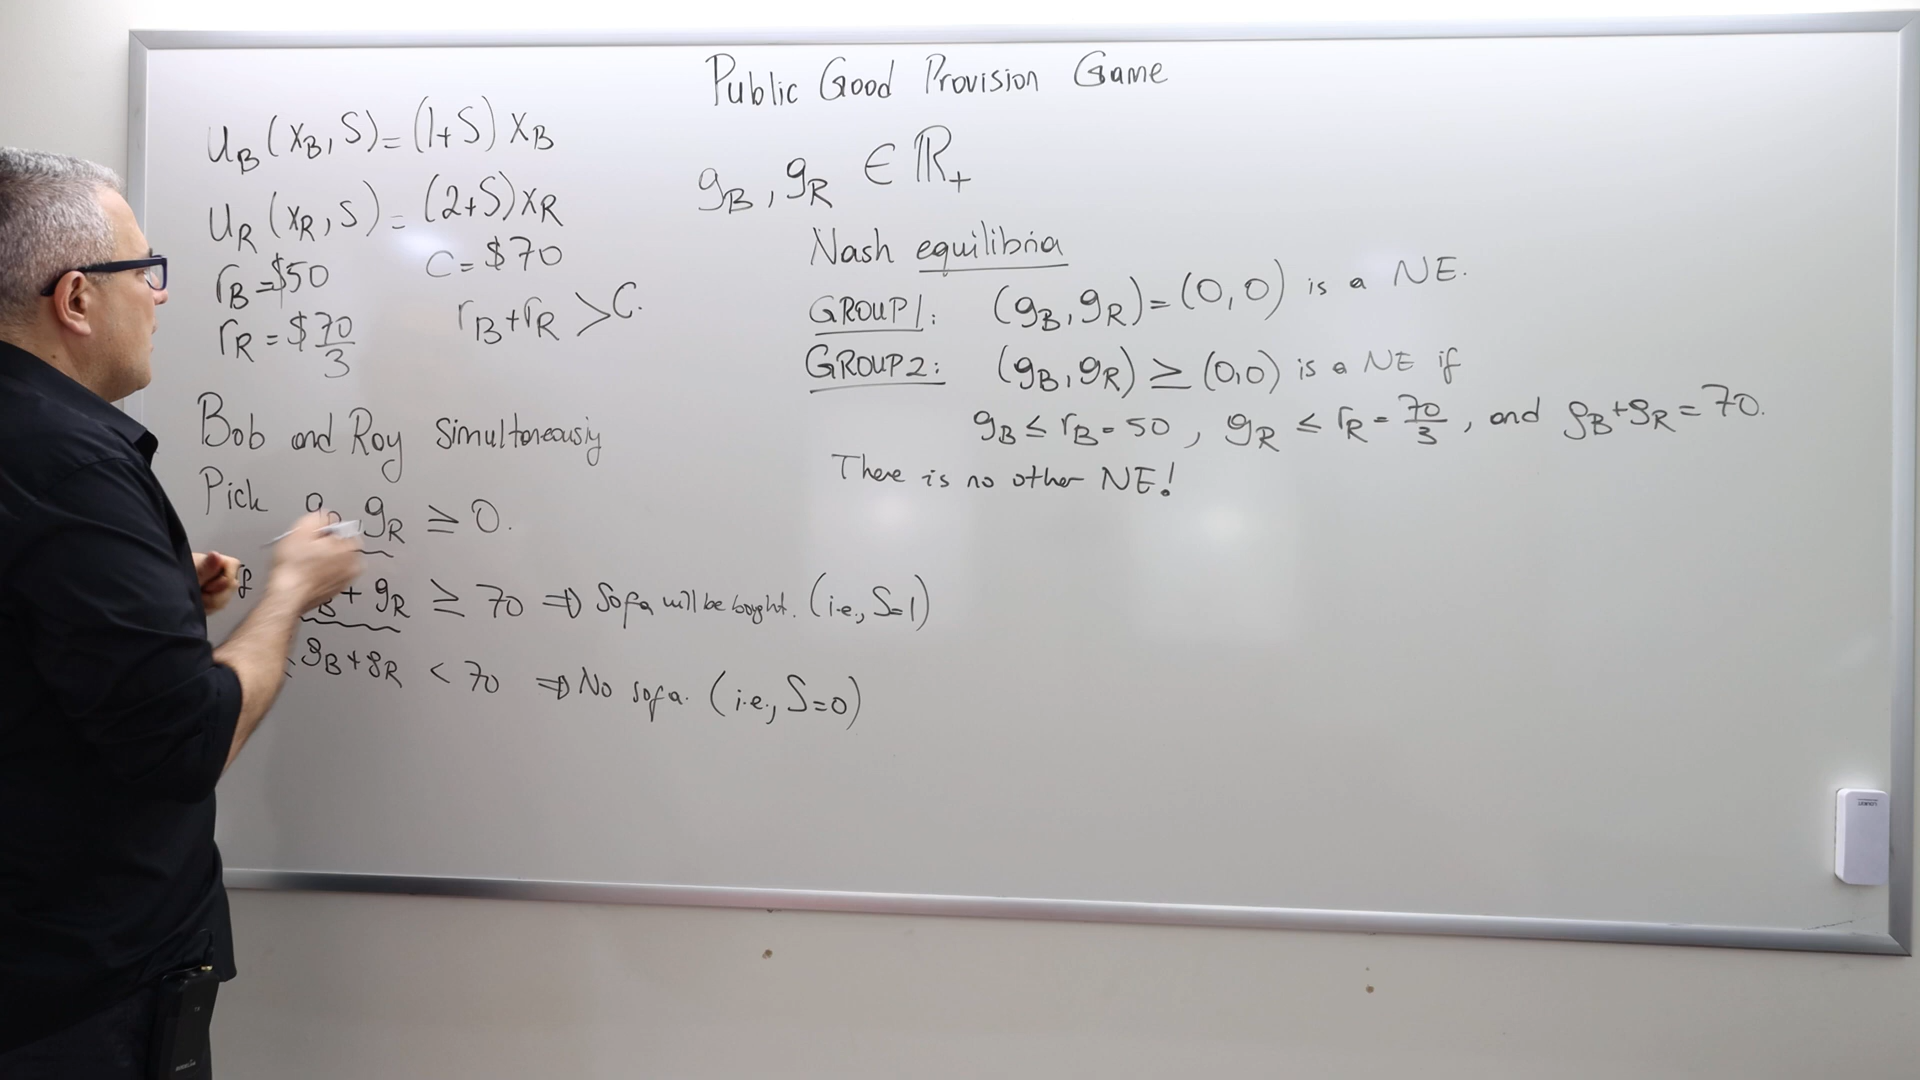 Public Good Provision Game
u_B(x_B, S) = (1+S) x_B
u_R(x_R, S) = (2+S) x_R
r_B = $50
C = $70
r_R = $ 70/3
r_B + r_R > C.
Bob and Roy simultaneously
Pick g_B, g_R ≥ 0.
g_B + g_R ≥ 70 ⇒ Sofa will be bought. (i.e., S=1)
g_B + g_R < 70 ⇒ No sofa. (i.e., S=0)
g_B, g_R ∈ ℝ₊
Nash equilibria
GROUP 1: (g_B, g_R) = (0,0) is a NE.
GROUP 2: (g_B, g_R) ≥ (0,0) is a NE if
g_B ≤ r_B = 50, g_R ≤ r_R = 70/3, and g_B + g_R = 70.
There is no other NE!